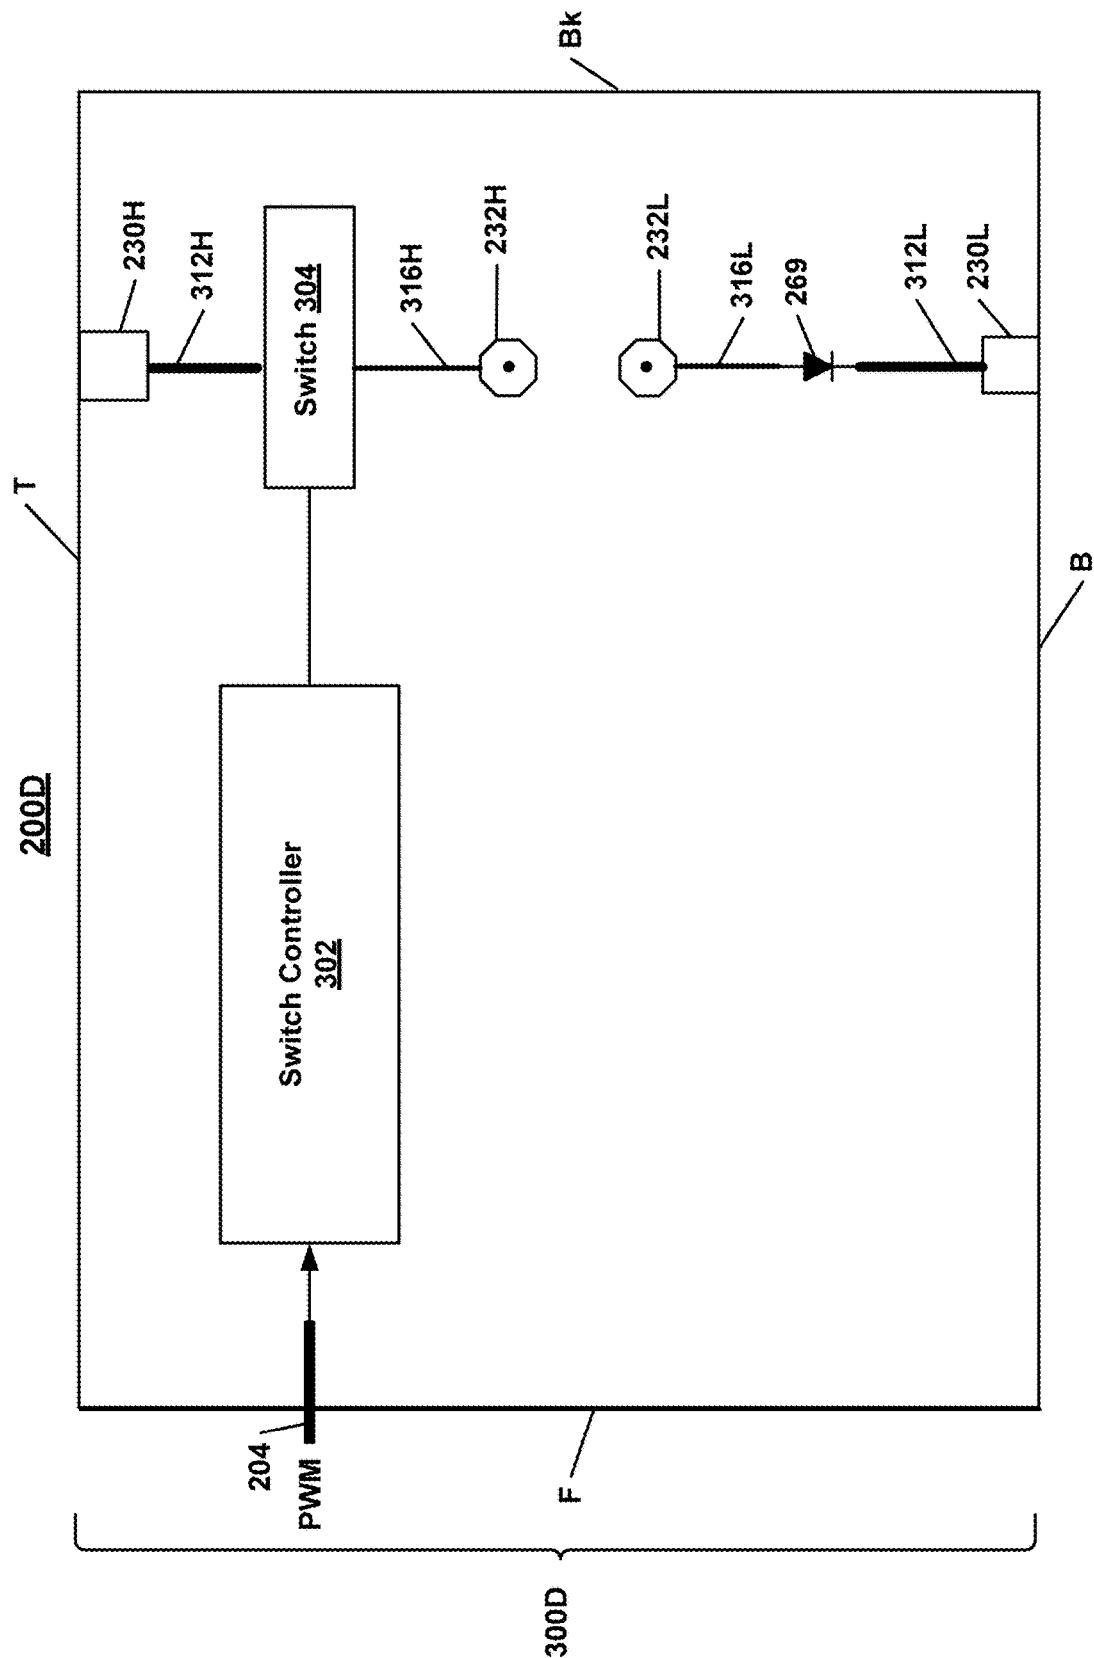 200D
T
230H
312H
204
PWM
Switch Controller
302
Switch 304
316H
232H
300D
F
Bk
232L
316L
269
312L
230L
B